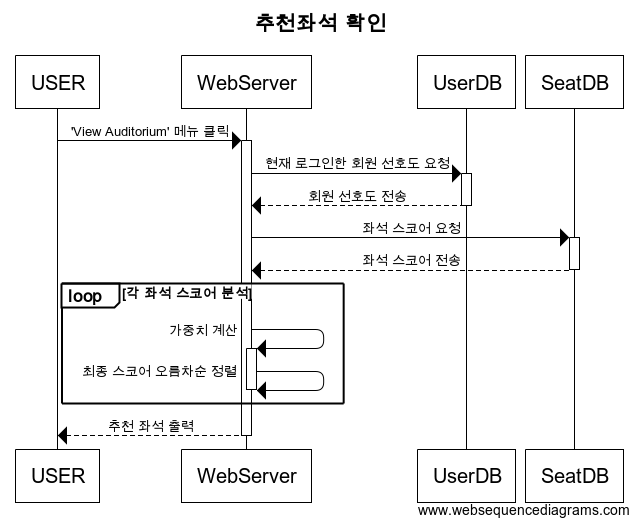 추천좌석 확인
USER
WebServer
UserDB
SeatDB
'View Auditorium' 메뉴 클릭
현재 로그인한 회원 선호도 요청
회원 선호도 전송
좌석 스코어 요청
좌석 스코어 전송
loop
[각 좌석 스코어 분석]
가중치 계산
최종 스코어 오름차순 정렬
추천 좌석 출력
USER
WebServer
UserDB
SeatDB
www.websequencediagrams.com